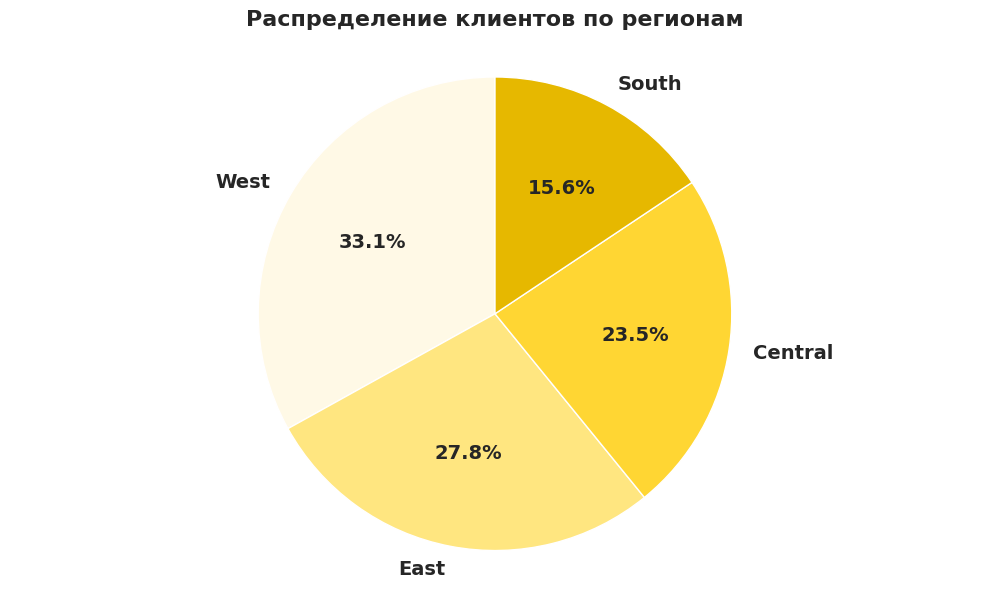 Распределение клиентов по регионам
South
West
15.6%
33.1%
23.5%
Central
27.8%
East